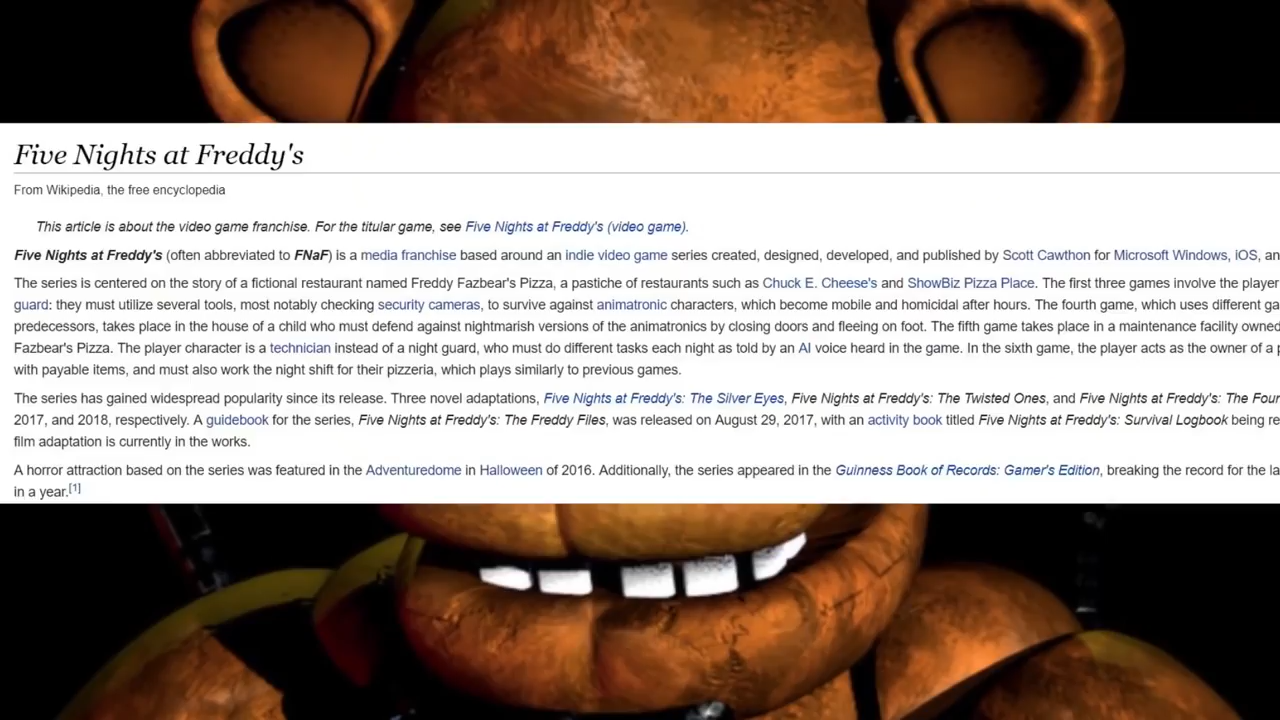 Five Nights at Freddy's
From Wikipedia, the free encyclopedia
This article is about the video game franchise. For the titular game, see Five Nights at Freddy's (video game).
Five Nights at Freddy's (often abbreviated to FNaF) is a media franchise based around an indie video game series created, designed, developed, and published by Scott Cawthon for Microsoft Windows, iOS, an
The series is centered on the story of a fictional restaurant named Freddy Fazbear's Pizza, a pastiche of restaurants such as Chuck E. Cheese's and ShowBiz Pizza Place. The first three games involve the player
guard: they must utilize several tools, most notably checking security cameras, to survive against animatronic characters, which become mobile and homicidal after hours. The fourth game, which uses different ga
predecessors, takes place in the house of a child who must defend against nightmarish versions of the animatronics by closing doors and fleeing on foot. The fifth game takes place in a maintenance facility owned
Fazbear's Pizza. The player character is a technician instead of a night guard, who must do different tasks each night as told by an AI voice heard in the game. In the sixth game, the player acts as the owner of a p
with payable items, and must also work the night shift for their pizzeria, which plays similarly to previous games.
The series has gained widespread popularity since its release. Three novel adaptations, Five Nights at Freddy's: The Silver Eyes, Five Nights at Freddy's: The Twisted Ones, and Five Nights at Freddy's: The Four
2017, and 2018, respectively. A guidebook for the series, Five Nights at Freddy's: The Freddy Files, was released on August 29, 2017, with an activity book titled Five Nights at Freddy's: Survival Logbook being re
film adaptation is currently in the works.
A horror attraction based on the series was featured in the Adventuredome in Halloween of 2016. Additionally, the series appeared in the Guinness Book of Records: Gamer's Edition, breaking the record for the la
in a year.[1]